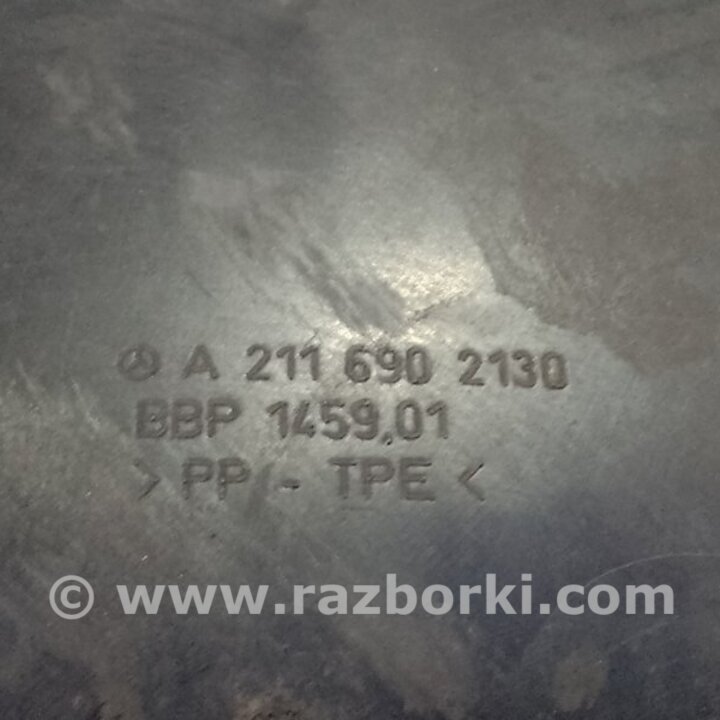 A 211 690 2130
BBP 1459.01
> PP - TPE <
© www.razborki.com